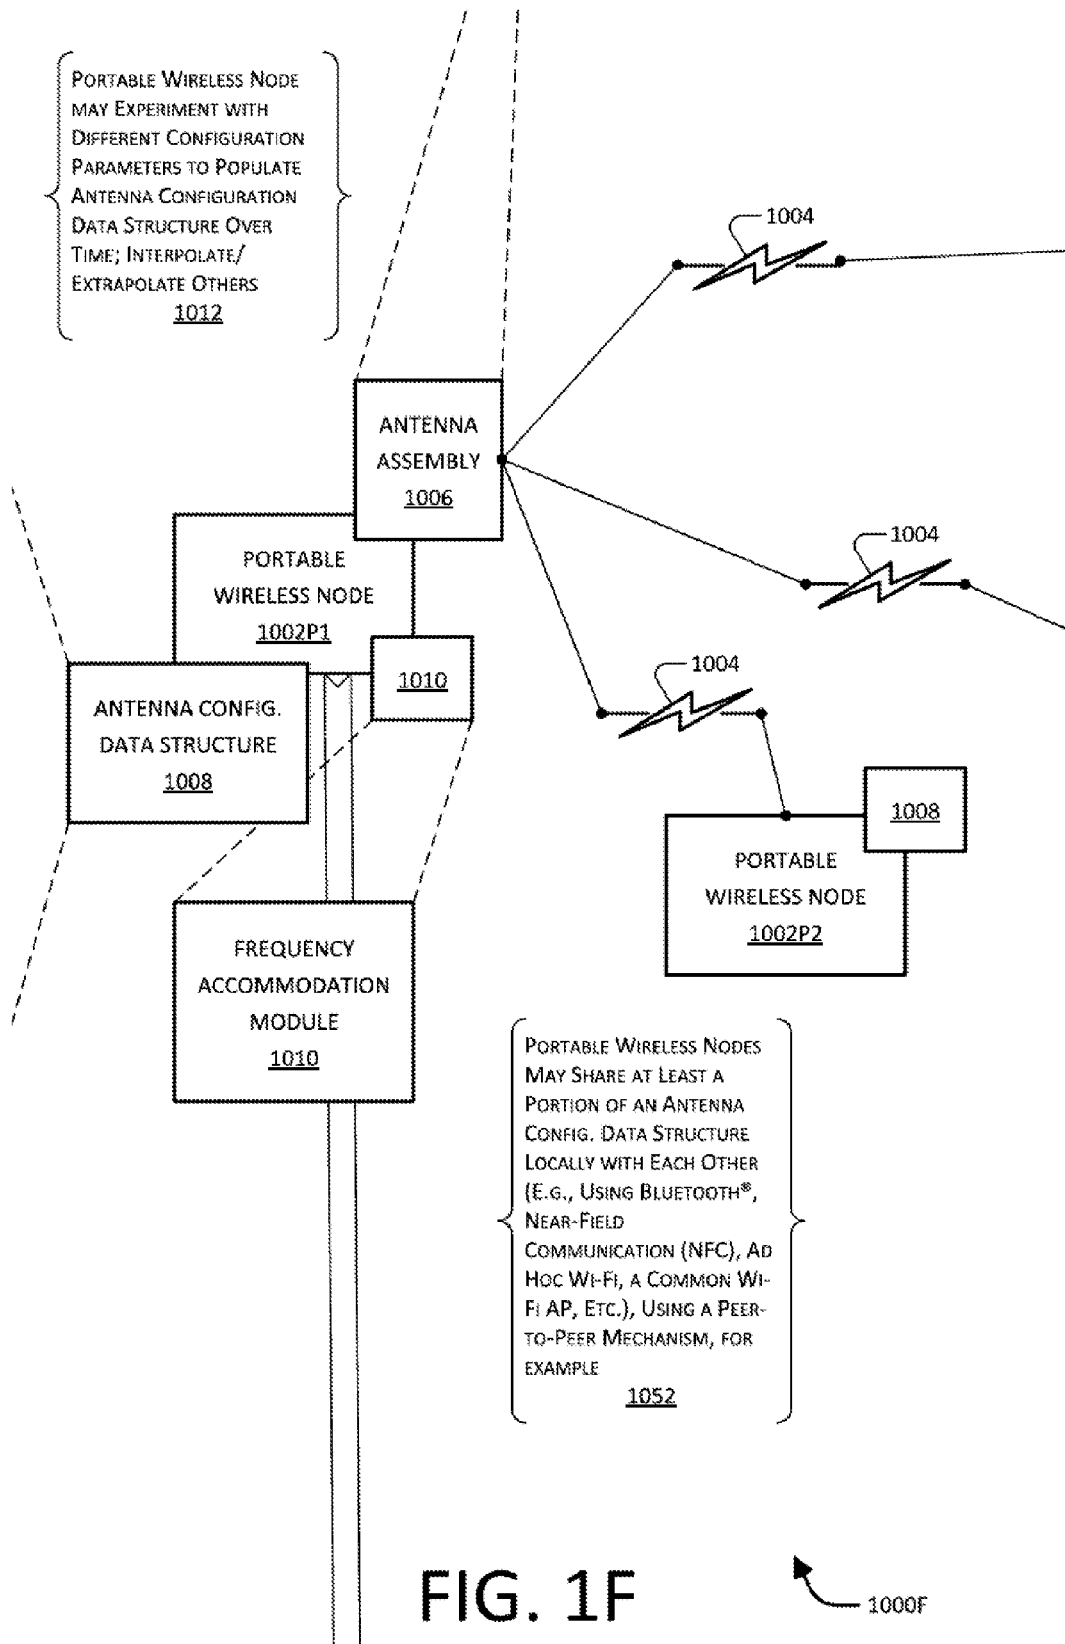 PORTABLE WIRELESS NODE
MAY EXPERIMENT WITH
DIFFERENT CONFIGURATION
PARAMETERS TO POPULATE
ANTENNA CONFIGURATION
DATA STRUCTURE OVER
TIME; INTERPOLATE/
EXTRAPOLATE OTHERS
1012
1004
ANTENNA
ASSEMBLY
1006
1004
PORTABLE
WIRELESS NODE
1002P1
1010
1004
ANTENNA CONFIG.
DATA STRUCTURE
1008
1008
PORTABLE
WIRELESS NODE
1002P2
FREQUENCY
ACCOMMODATION
MODULE
1010
PORTABLE WIRELESS NODES
MAY SHARE AT LEAST A
PORTION OF AN ANTENNA
CONFIG. DATA STRUCTURE
LOCALLY WITH EACH OTHER
(E.G., USING BLUETOOTH®,
NEAR-FIELD
COMMUNICATION (NFC), AD
HOC WI-FI, A COMMON WI-
FI AP, ETC.), USING A PEER-
TO-PEER MECHANISM, FOR
EXAMPLE
1052
FIG. 1F
1000F